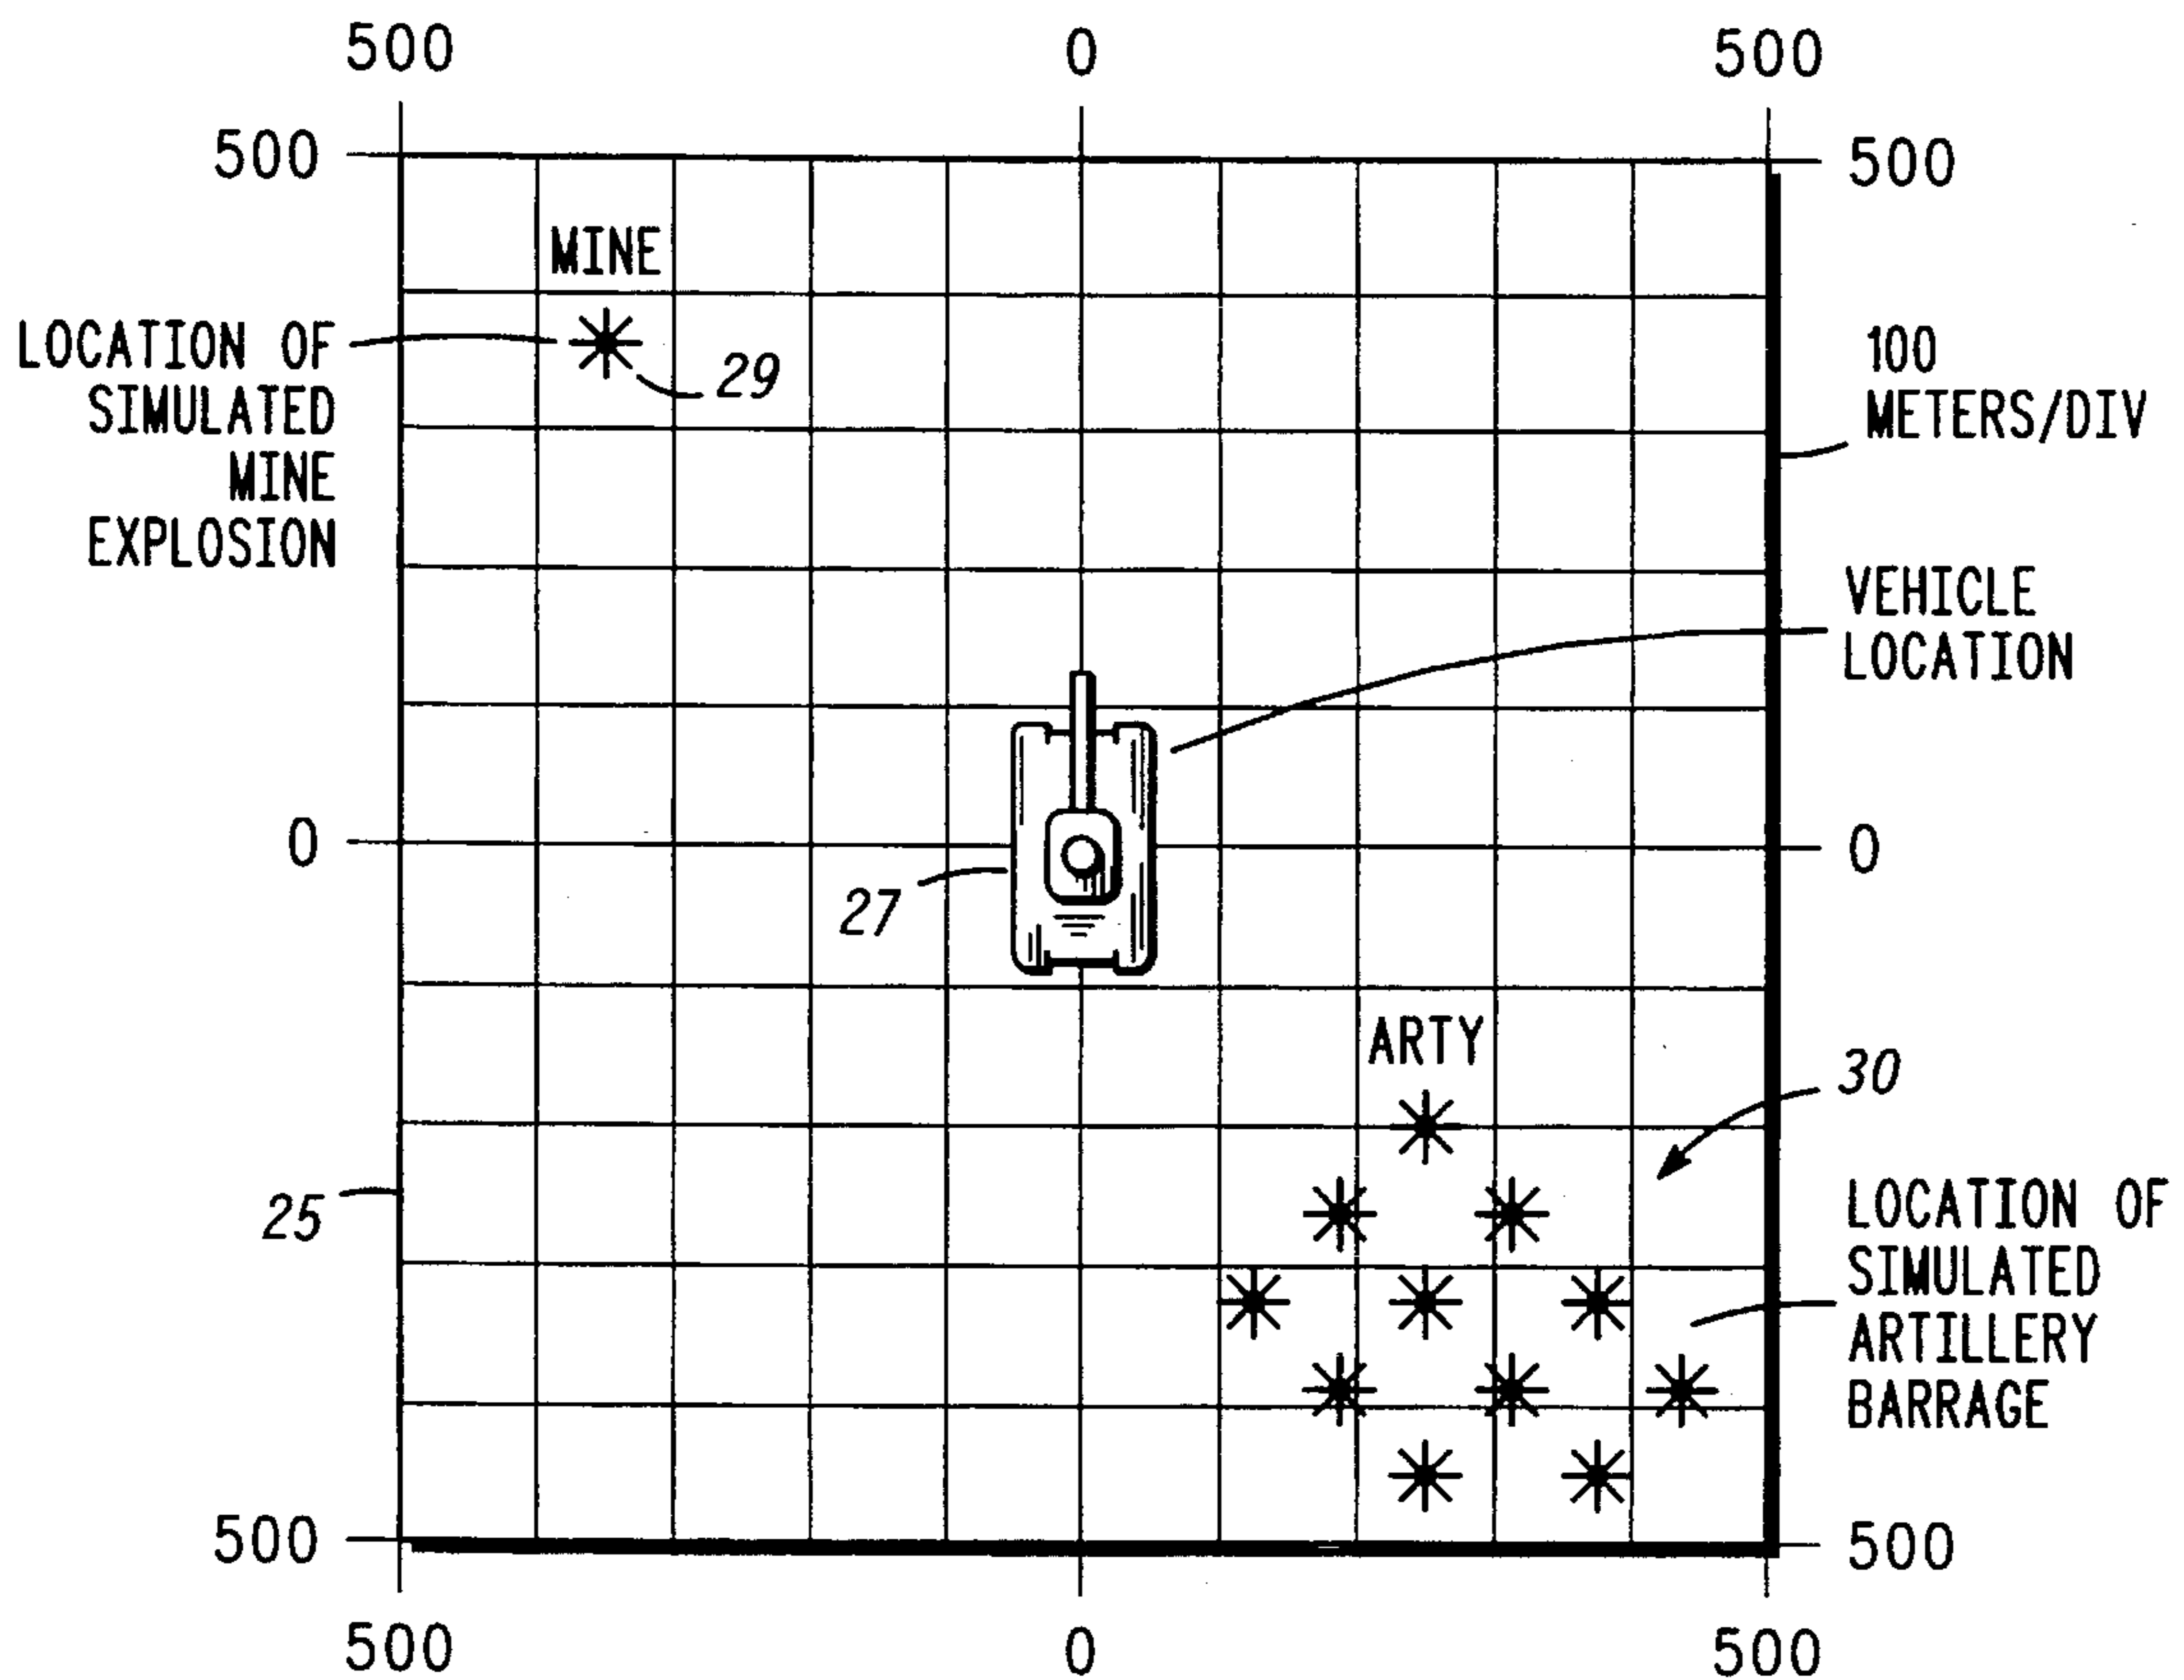 500
0
500
500
500
MINE
LOCATION OF
SIMULATED
MINE
EXPLOSION
29
100
METERS/DIV
VEHICLE
LOCATION
0
0
27
ARTY
30
25
LOCATION OF
SIMULATED
ARTILLERY
BARRAGE
500
500
500
0
500